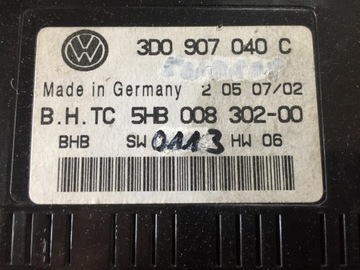 3D0 907 040 C
Made in Germany 2 05 07/02
B.H.TC 5HB 008 302-00
BHB SW 0113 HW 06